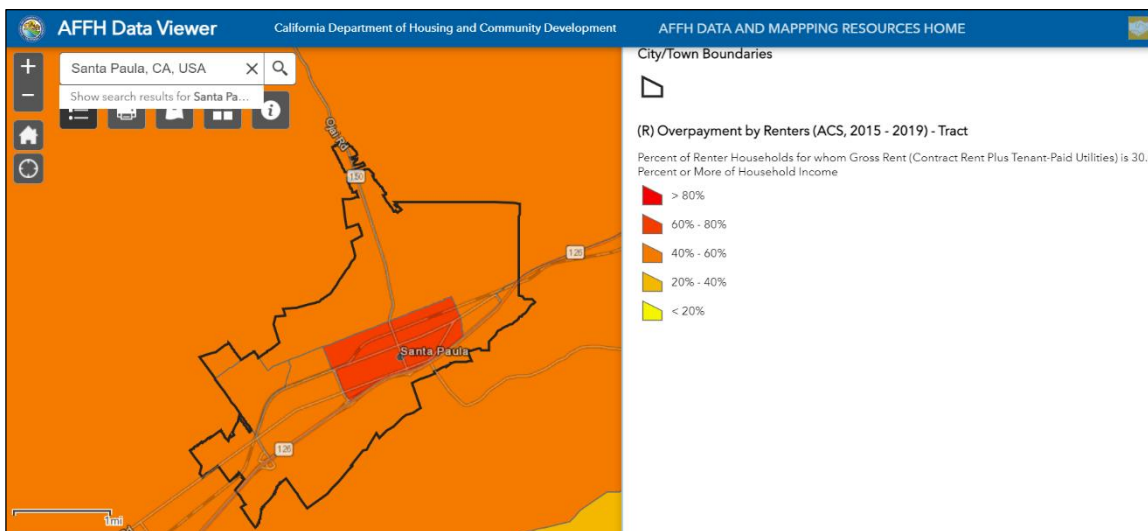 AFFH Data Viewer
California Department of Housing and Community Development
AFFH DATA AND MAPPPING RESOURCES HOME
+
Santa Paula, CA, USA
Show search results for Santa Pa...
−
Ojai Rd
150
126
Santa Paula
126
1mi
City/Town Boundaries
(R) Overpayment by Renters (ACS, 2015 - 2019) - Tract
Percent of Renter Households for whom Gross Rent (Contract Rent Plus Tenant-Paid Utilities) is 30.
Percent or More of Household Income
> 80%
60% - 80%
40% - 60%
20% - 40%
< 20%